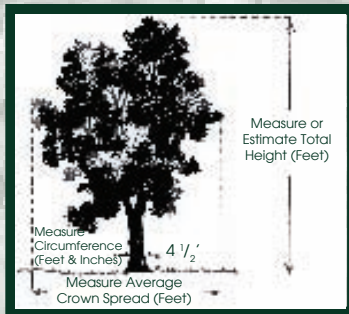 Measure or
Estimate Total
Height (Feet)
Measure
Circumference
(Feet & Inches)
4 1/2´
Measure Average
Crown Spread (Feet)